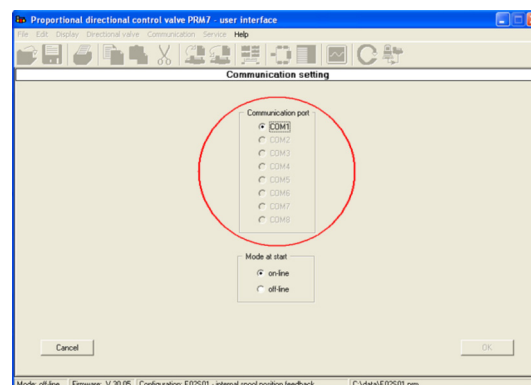 Proportional directional control valve PRM7 - user interface
File Edit Display Directional valve Communication Service Help
Communication setting
Communication port
COM1
COM2
COM3
COM4
COM5
COM6
COM7
COM8
Mode at start
on-line
off-line
Cancel
OK
Mode: off-line Firmware: V 30.05 Configuration: E02S01 - internal spool position feedback C:\data\E02S01.prm